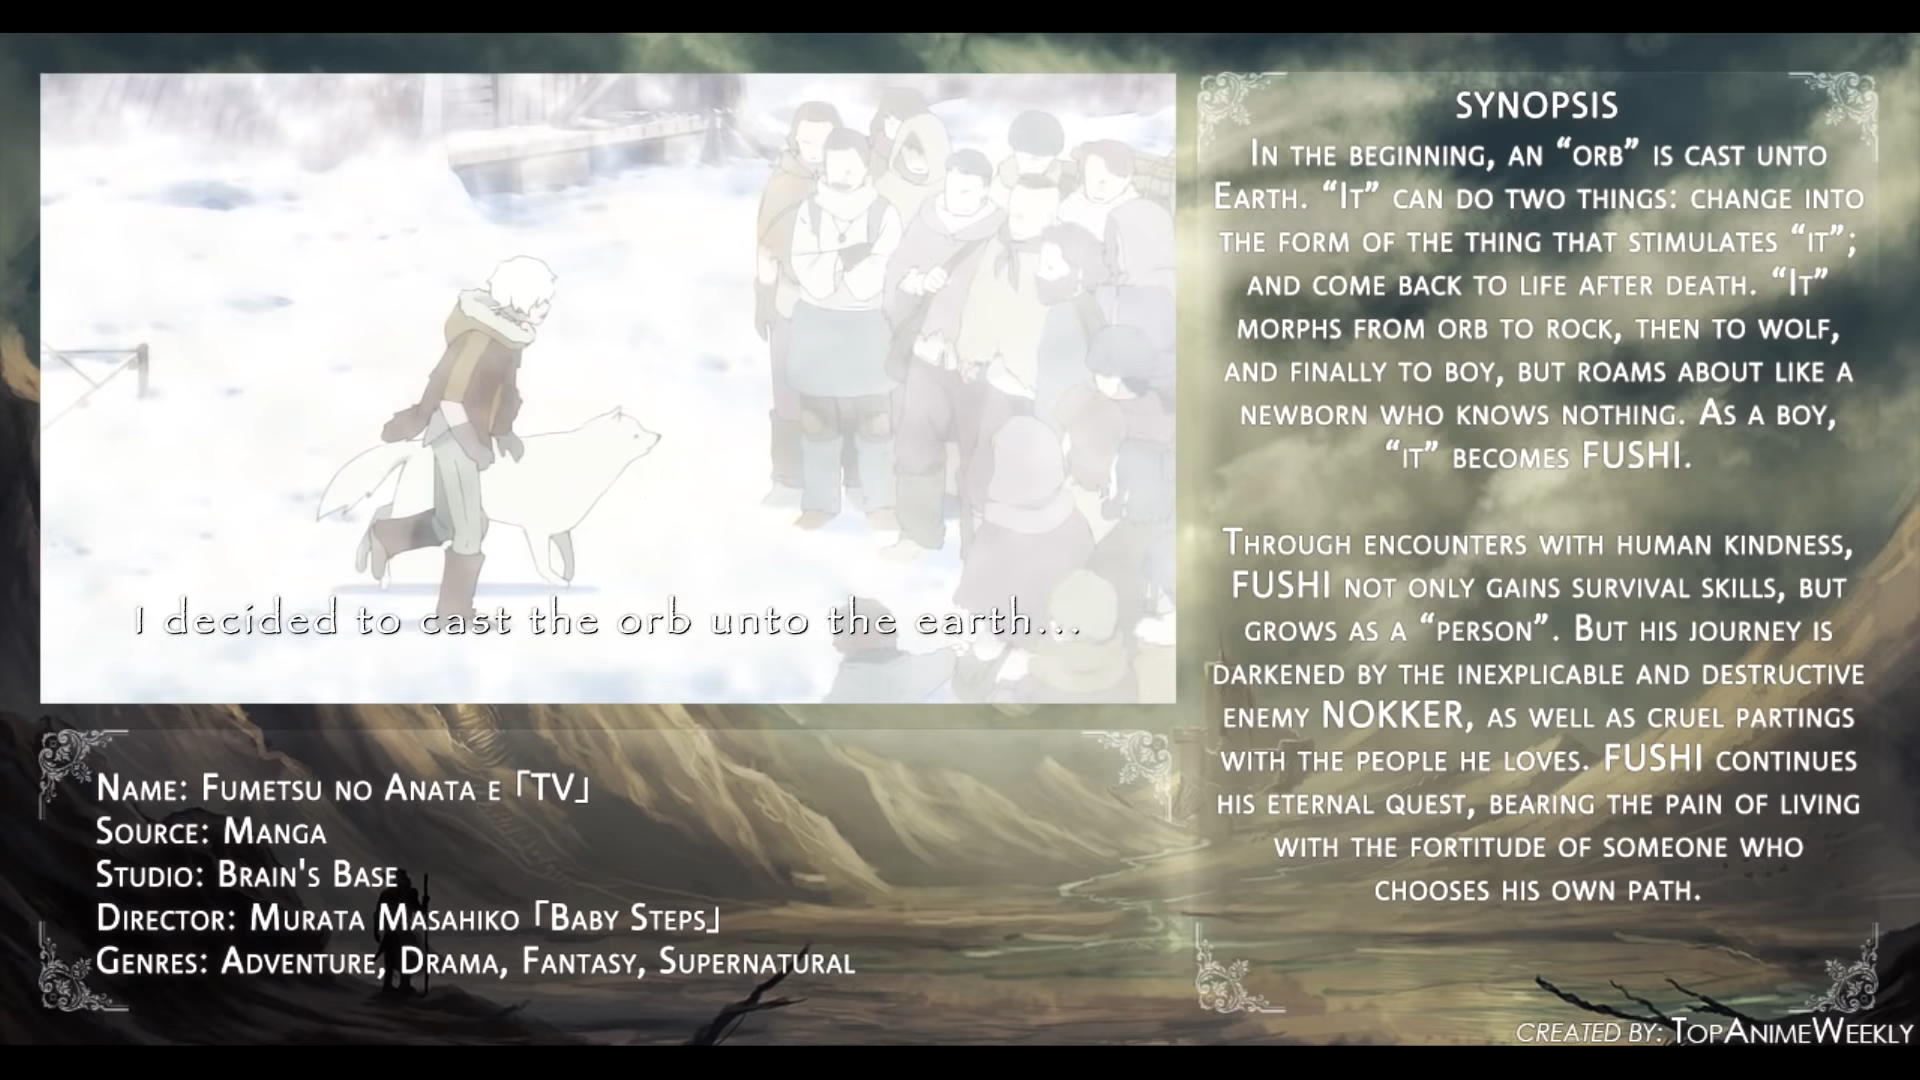 I decided to cast the orb unto the earth...
Name: Fumetsu no Anata e「TV」
Source: Manga
Studio: Brain's Base
Director: Murata Masahiko「Baby Steps」
Genres: Adventure, Drama, Fantasy, Supernatural
SYNOPSIS
In the beginning, an “orb” is cast unto
Earth. “It” can do two things: change into
the form of the thing that stimulates “it”;
and come back to life after death. “It”
morphs from orb to rock, then to wolf,
and finally to boy, but roams about like a
newborn who knows nothing. As a boy,
“it” becomes FUSHI.
Through encounters with human kindness,
FUSHI not only gains survival skills, but
grows as a “person”. But his journey is
darkened by the inexplicable and destructive
enemy NOKKER, as well as cruel partings
with the people he loves. FUSHI continues
his eternal quest, bearing the pain of living
with the fortitude of someone who
chooses his own path.
CREATED BY: TopAnimeWeekly